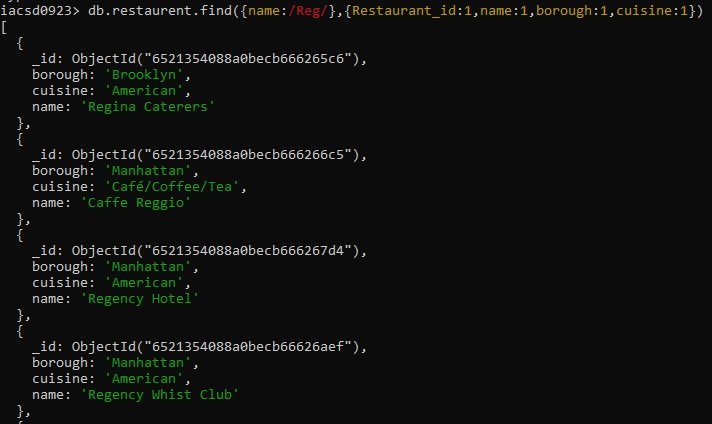 iacsd0923> db.restaurent.find({name:/Reg/},{Restaurant_id:1,name:1,borough:1,cuisine:1})
[
  {
    _id: ObjectId("6521354088a0becb666265c6"),
    borough: 'Brooklyn',
    cuisine: 'American',
    name: 'Regina Caterers'
  },
  {
    _id: ObjectId("6521354088a0becb666266c5"),
    borough: 'Manhattan',
    cuisine: 'Café/Coffee/Tea',
    name: 'Caffe Reggio'
  },
  {
    _id: ObjectId("6521354088a0becb666267d4"),
    borough: 'Manhattan',
    cuisine: 'American',
    name: 'Regency Hotel'
  },
  {
    _id: ObjectId("6521354088a0becb66626aef"),
    borough: 'Manhattan',
    cuisine: 'American',
    name: 'Regency Whist Club'
  },